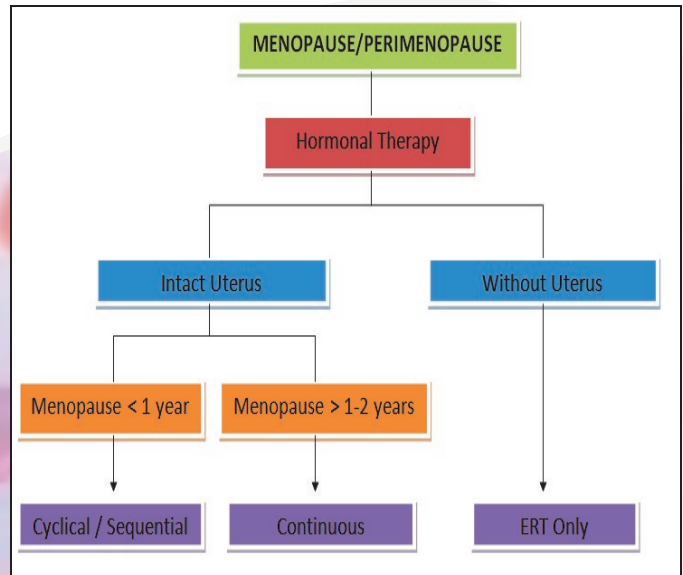 MENOPAUSE/PERIMENOPAUSE
Hormonal Therapy
Intact Uterus
Without Uterus
Menopause < 1 year
Menopause > 1-2 years
Cyclical / Sequential
Continuous
ERT Only